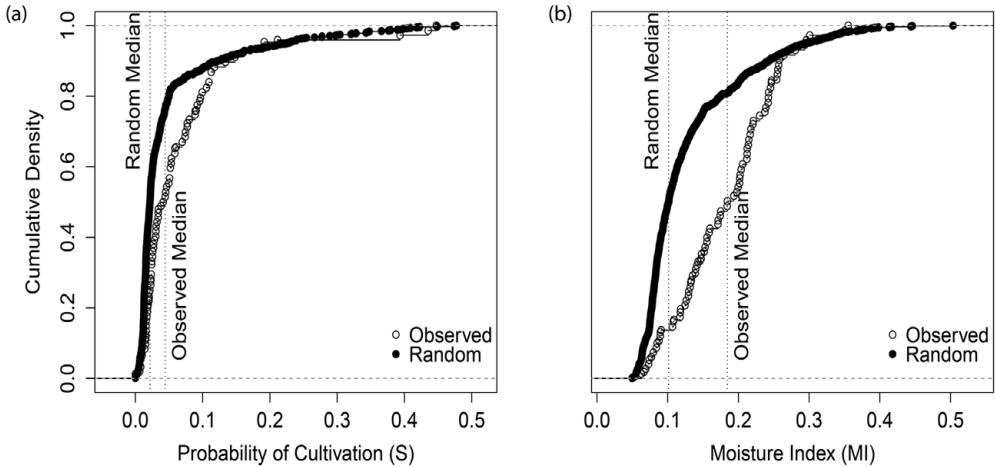 (a)
Cumulative Density
1.0
0.8
0.6
0.4
0.2
0.0
Random Median
Observed Median
Observed
Random
0.0 0.1 0.2 0.3 0.4 0.5
Probability of Cultivation (S)
(b)
Random Median
Observed Median
Observed
Random
0.0 0.1 0.2 0.3 0.4 0.5
Moisture Index (MI)